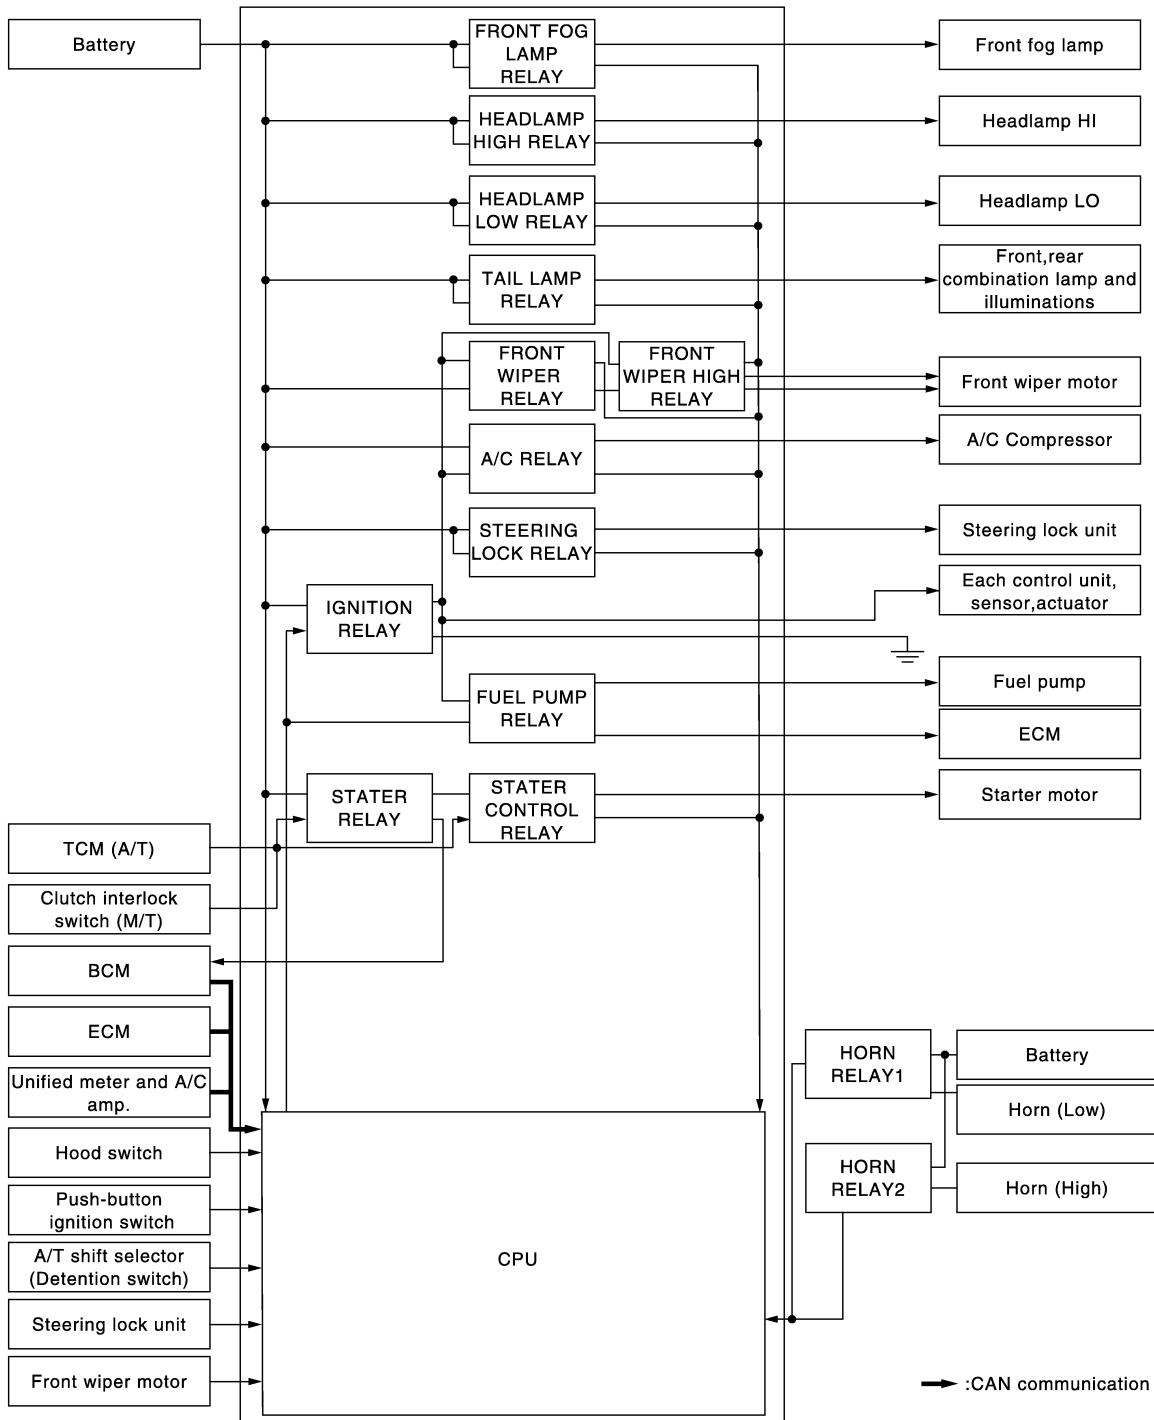 Battery
FRONT FOG
LAMP
RELAY
Front fog lamp
HEADLAMP
HIGH RELAY
Headlamp HI
HEADLAMP
LOW RELAY
Headlamp LO
TAIL LAMP
RELAY
Front,rear
combination lamp and
illuminations
FRONT
WIPER
RELAY
FRONT
WIPER HIGH
RELAY
Front wiper motor
A/C RELAY
A/C Compressor
STEERING
LOCK RELAY
Steering lock unit
IGNITION
RELAY
Each control unit,
sensor,actuator
FUEL PUMP
RELAY
Fuel pump
ECM
STATER
RELAY
STATER
CONTROL
RELAY
Starter motor
TCM (A/T)
Clutch interlock
switch (M/T)
BCM
ECM
Unified meter and A/C
amp.
Hood switch
Push-button
ignition switch
A/T shift selector
(Detention switch)
Steering lock unit
Front wiper motor
CPU
HORN
RELAY1
Battery
Horn (Low)
HORN
RELAY2
Horn (High)
:CAN communication